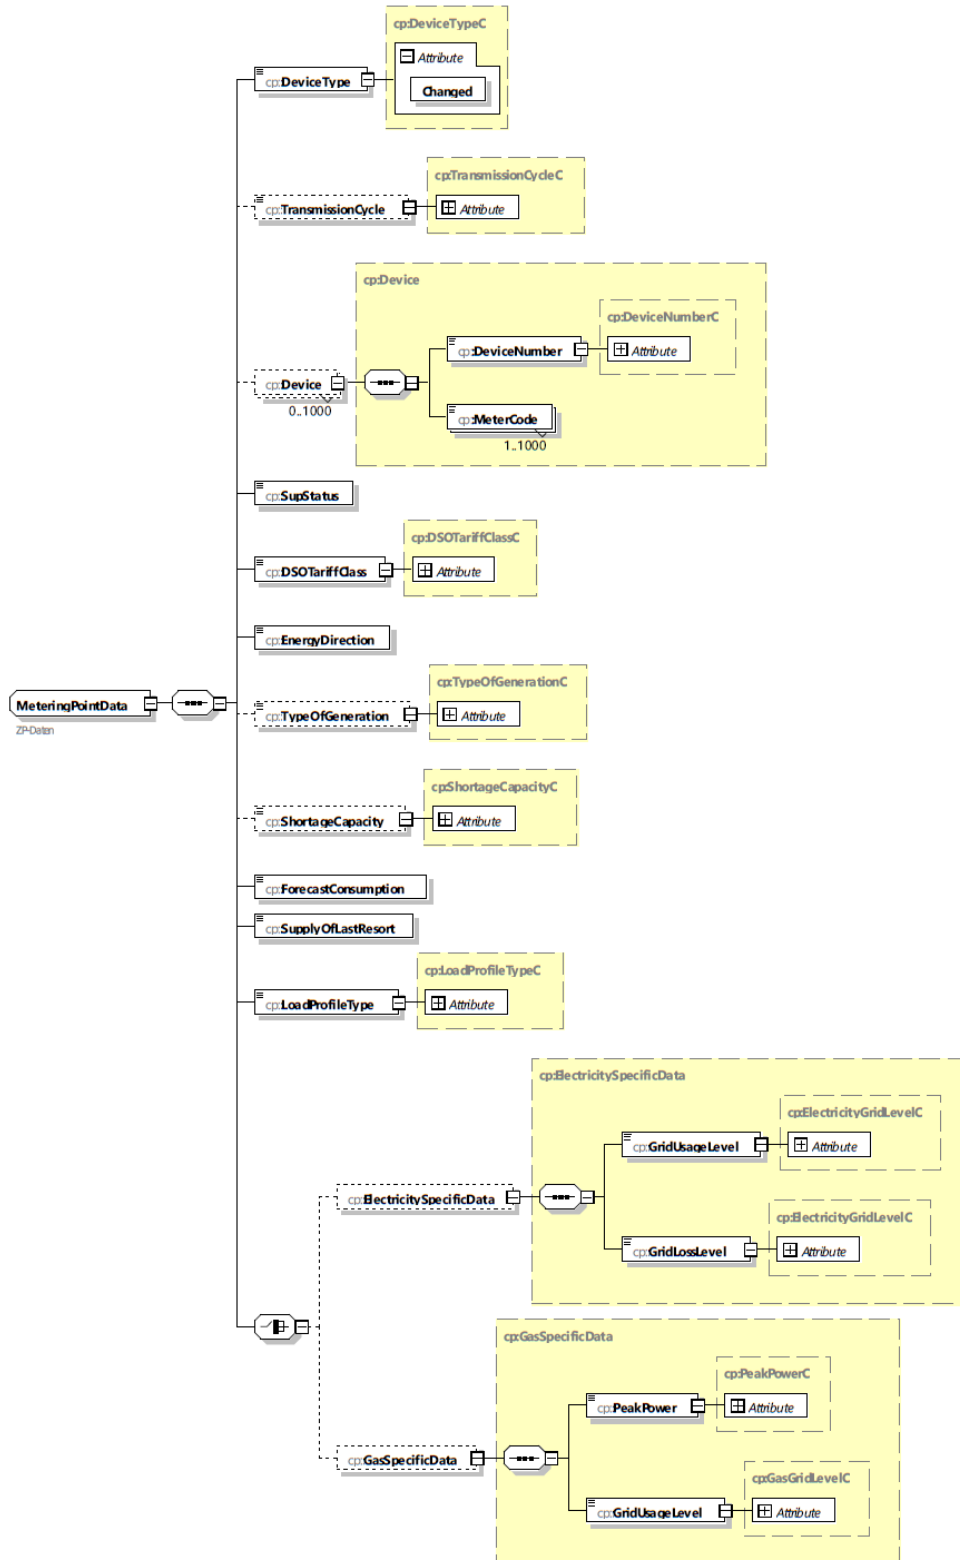 cp:DeviceTypeC
Attribute
cp:DeviceType
Changed
cp:TransmissionCycleC
cp:TransmissionCycle
Attribute
cp:Device
cp:DeviceNumberC
cp:DeviceNumber
Attribute
cp:Device
0..1000
cp:MeterCode
1..1000
cp:SupStatus
cp:DSOTariffClassC
cp:DSOTariffClass
Attribute
cp:EnergyDirection
cp:TypeOfGenerationC
MeteringPointData
ZP-Daten
cp:TypeOfGeneration
Attribute
cp:ShortageCapacityC
cp:ShortageCapacity
Attribute
cp:ForecastConsumption
cp:SupplyOfLastResort
cp:LoadProfileTypeC
cp:LoadProfileType
Attribute
cp:ElectricitySpecificData
cp:ElectricityGridLevelC
cp:GridUsageLevel
Attribute
cp:ElectricitySpecificData
cp:ElectricityGridLevelC
cp:GridLossLevel
Attribute
cp:GasSpecificData
cp:PeakPowerC
cp:PeakPower
Attribute
cp:GasSpecificData
cp:GasGridLevelC
cp:GridUsageLevel
Attribute